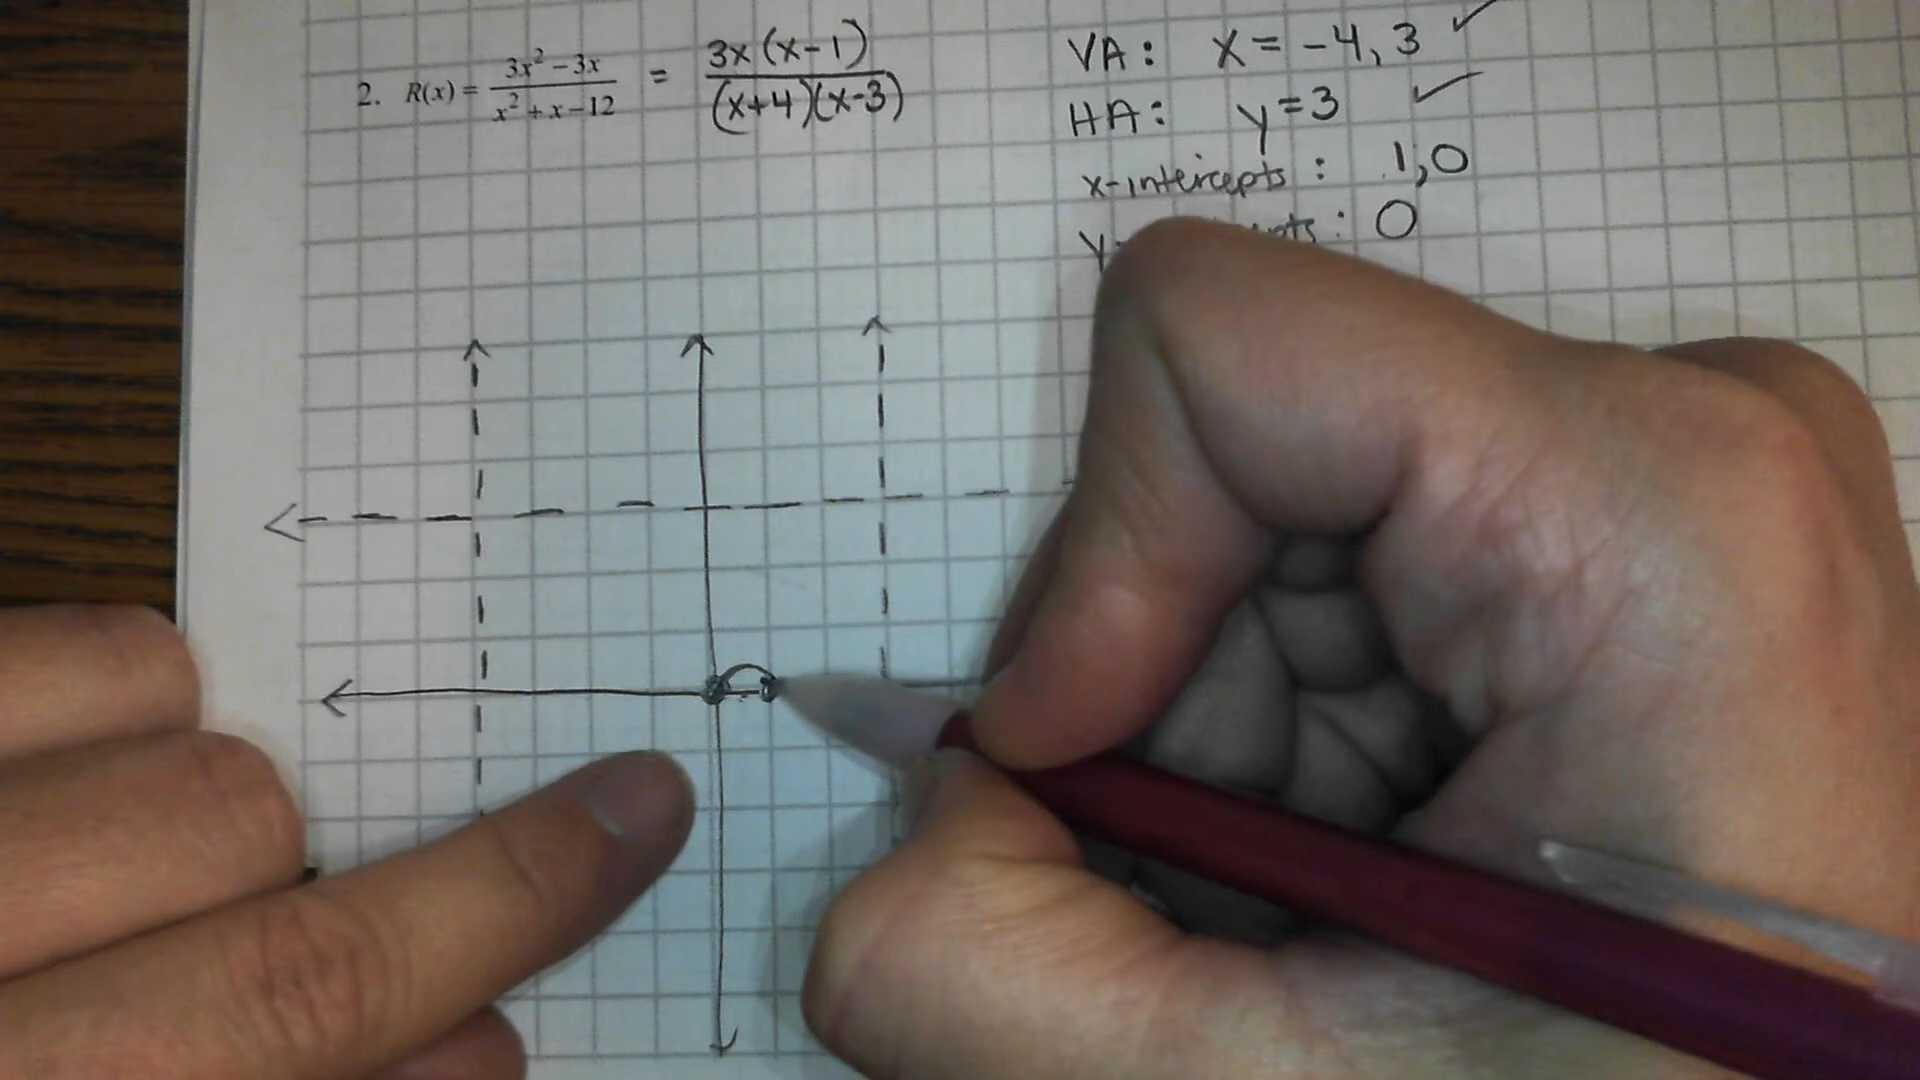 2. R(x) = (3x² − 3x)/(x² + x − 12) = 3x(x-1)/((x+4)(x-3))
VA: x = -4, 3 ✓
HA: y = 3 ✓
x-intercepts: 1, 0
: 0